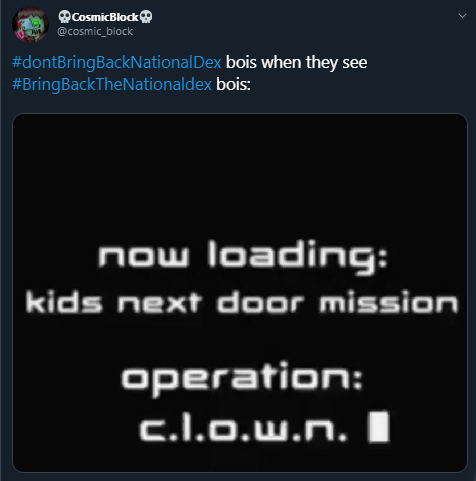 💀CosmicBlock💀
@cosmic_block
#dontBringBackNationalDex bois when they see
#BringBackTheNationaldex bois:
now loading:
kids next door mission
operation:
c.l.o.w.n.